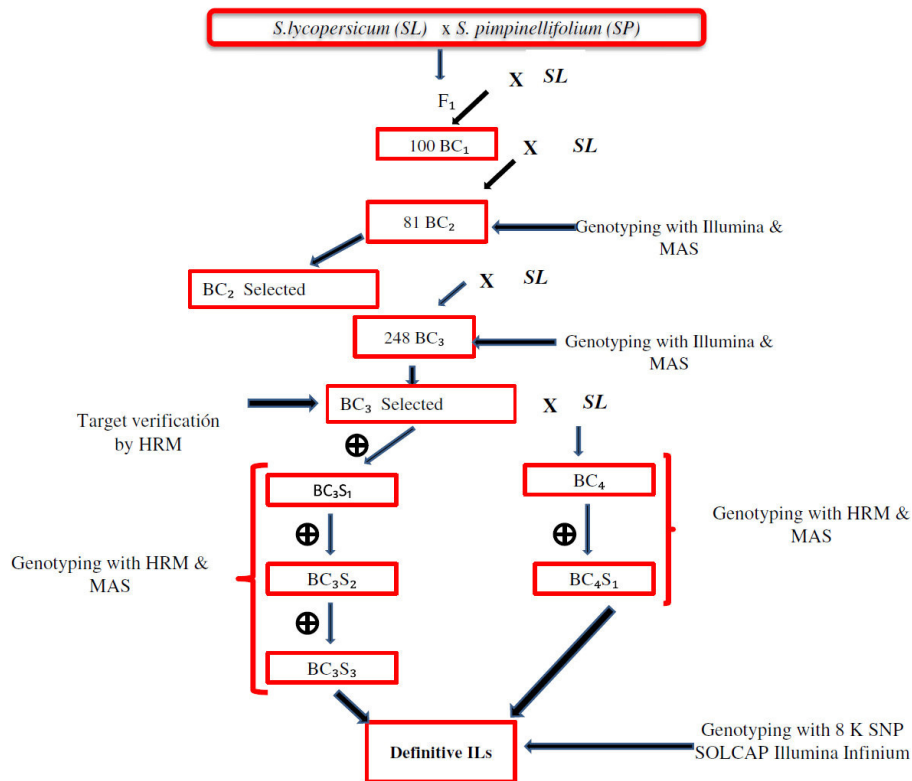 S.lycopersicum (SL) x S. pimpinellifolium (SP)
X SL
F₁
100 BC₁
X SL
81 BC₂
Genotyping with Illumina &
MAS
BC₂ Selected
X SL
248 BC₃
Genotyping with Illumina &
MAS
BC₃ Selected
X SL
Target verificatión
by HRM
BC₃S₁
BC₄
Genotyping with HRM &
MAS
Genotyping with HRM &
MAS
BC₃S₂
BC₄S₁
BC₃S₃
Definitive ILs
Genotyping with 8 K SNP
SOLCAP Illumina Infinium